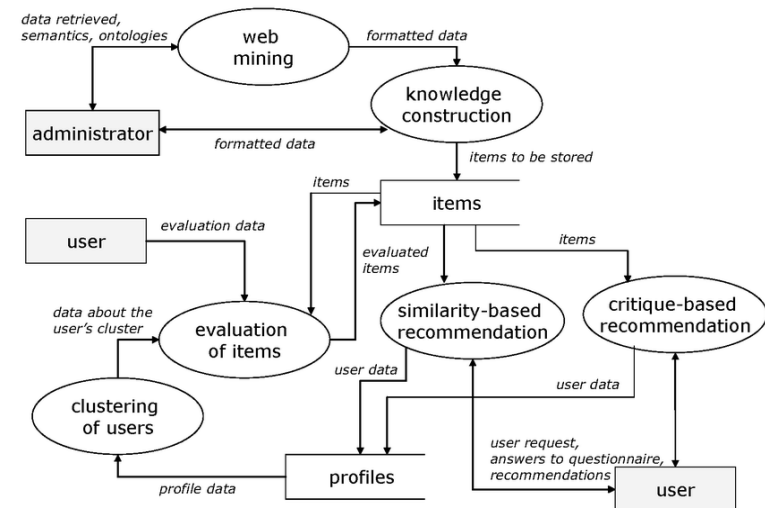 data retrieved,
semantics, ontologies
web
mining
formatted data
knowledge
construction
administrator
formatted data
items to be stored
items
items
user
evaluation data
evaluated
items
items
data about the
user's cluster
evaluation
of items
similarity-based
recommendation
critique-based
recommendation
user data
user data
clustering
of users
user request,
answers to questionnaire,
recommendations
profiles
profile data
user